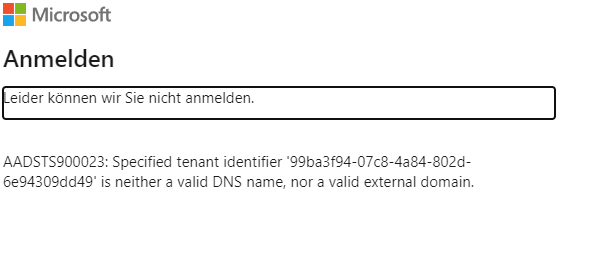 Microsoft
Anmelden
Leider können wir Sie nicht anmelden.
AADSTS900023: Specified tenant identifier '99ba3f94-07c8-4a84-802d-
6e94309dd49' is neither a valid DNS name, nor a valid external domain.